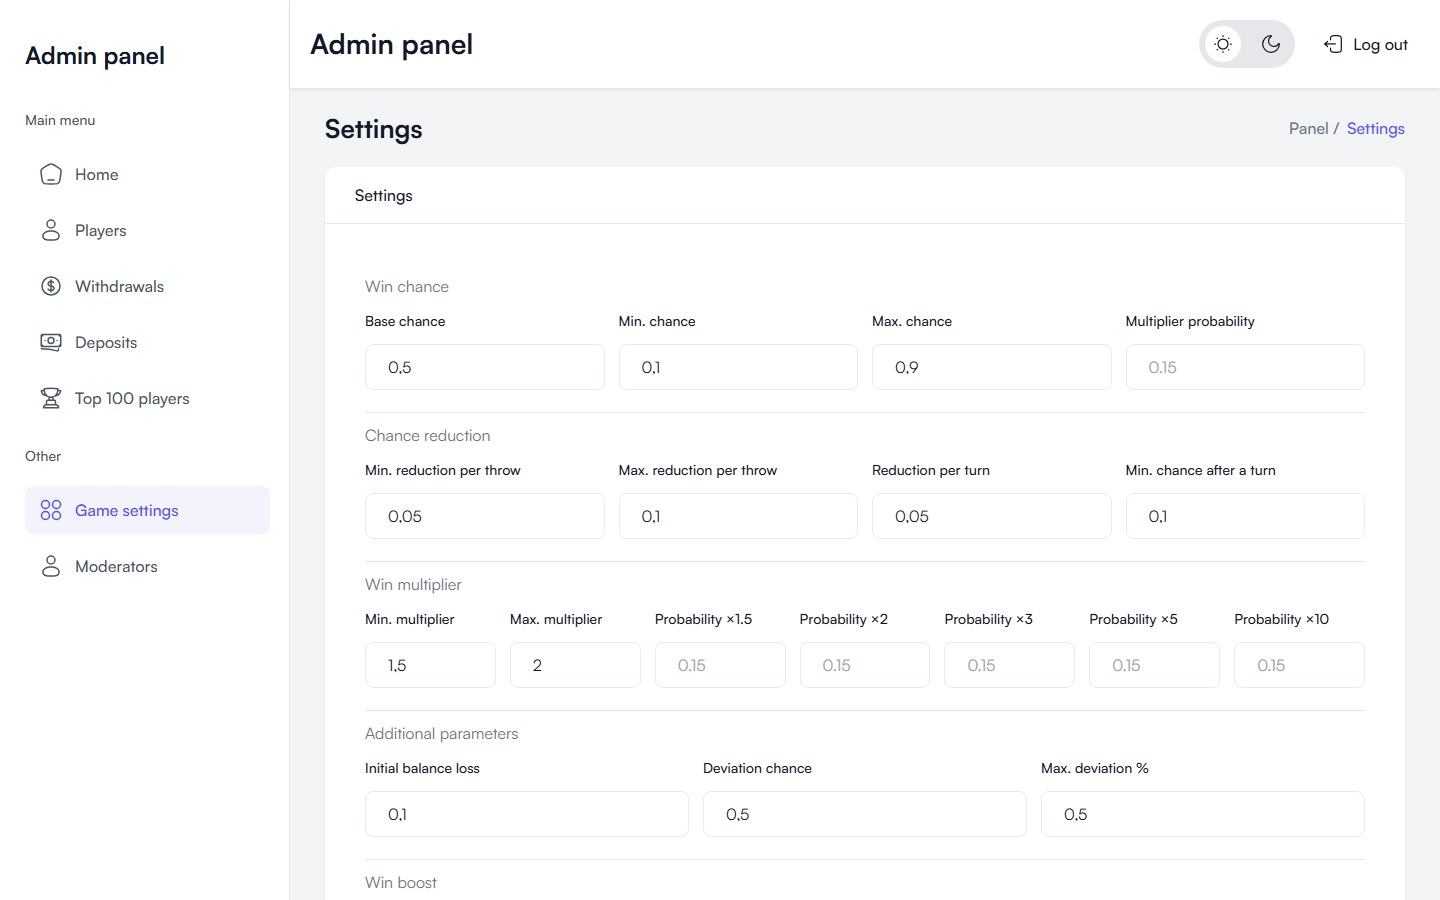 Admin panel
Main menu
Home
Players
Withdrawals
Deposits
Top 100 players
Other
Game settings
Moderators
Admin panel
Log out
Settings
Panel / Settings
Settings
Win chance
Base chance Min. chance Max. chance Multiplier probability
0,5 0,1 0,9 0.15
Chance reduction
Min. reduction per throw Max. reduction per throw Reduction per turn Min. chance after a turn
0,05 0,1 0,05 0,1
Win multiplier
Min. multiplier Max. multiplier Probability ×1.5 Probability ×2 Probability ×3 Probability ×5 Probability ×10
1,5 2 0.15 0.15 0.15 0.15 0.15
Additional parameters
Initial balance loss Deviation chance Max. deviation %
0,1 0,5 0,5
Win boost